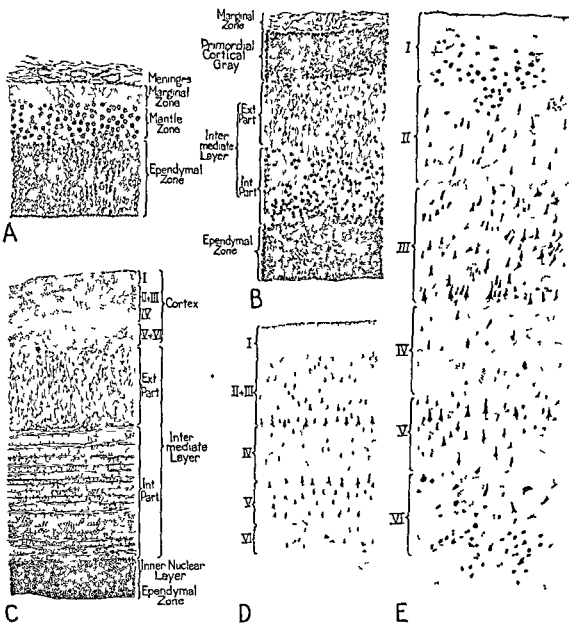 Meninges
Marginal
Zone
Mantle
Zone
Ependymal
Zone
A
Marginal
Zone
Primordial
Cortical
Gray
Ext
Part
Inter
mediate
Layer
Int
Part
Ependymal
Zone
B
I
II+III
IV
V+VI
Cortex
Ext
Part
Inter
mediate
Layer
Int
Part
Inner Nuclear
Layer
Ependymal
Zone
C
I
II+III
IV
V
VI
D
I
II
III
IV
V
VI
E